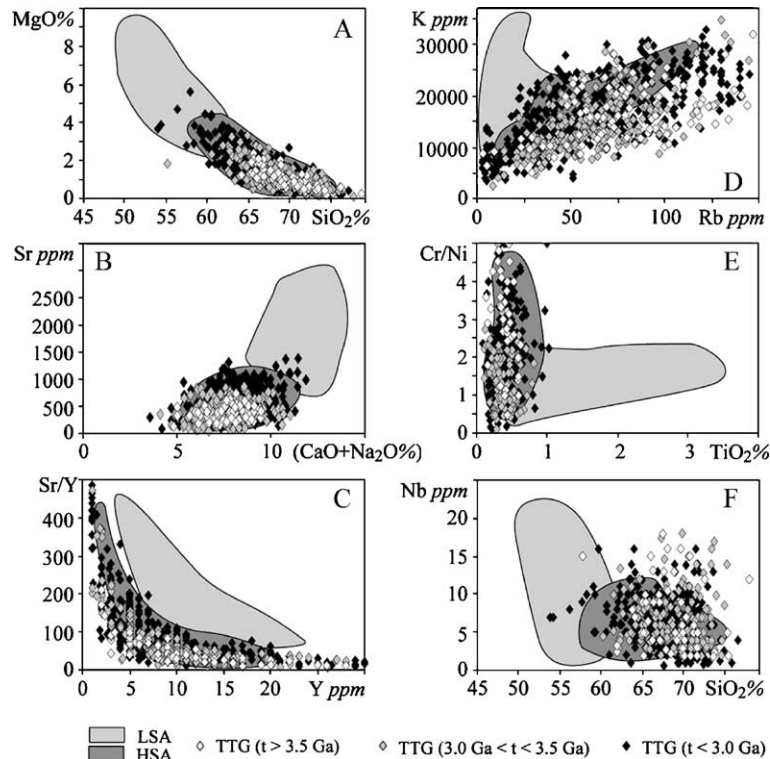 MgO%
A
8
6
4
2
0
45 50 55 60 65 70 SiO2%
K ppm
30000
20000
10000
0
D
0 50 100 Rb ppm
Sr ppm
B
2500
2000
1500
1000
500
0
5 10 (CaO+Na2O%)
Cr/Ni
E
5
4
3
2
1
0
0 1 2 3 TiO2%
Sr/Y
C
500
400
300
200
100
0
0 5 10 15 20 Y ppm
Nb ppm
F
20
15
10
5
0
45 50 55 60 65 70 SiO2%
LSA
HSA
TTG (t > 3.5 Ga)
TTG (3.0 Ga < t < 3.5 Ga)
TTG (t < 3.0 Ga)